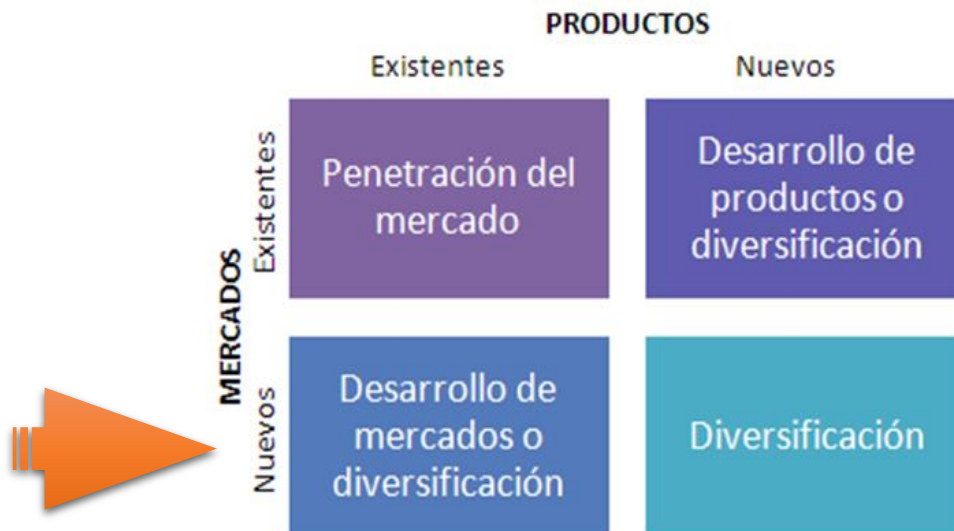 PRODUCTOS
Existentes
Nuevos
MERCADOS
Existentes
Penetración del
mercado
Desarrollo de
productos o
diversificación
Nuevos
Desarrollo de
mercados o
diversificación
Diversificación